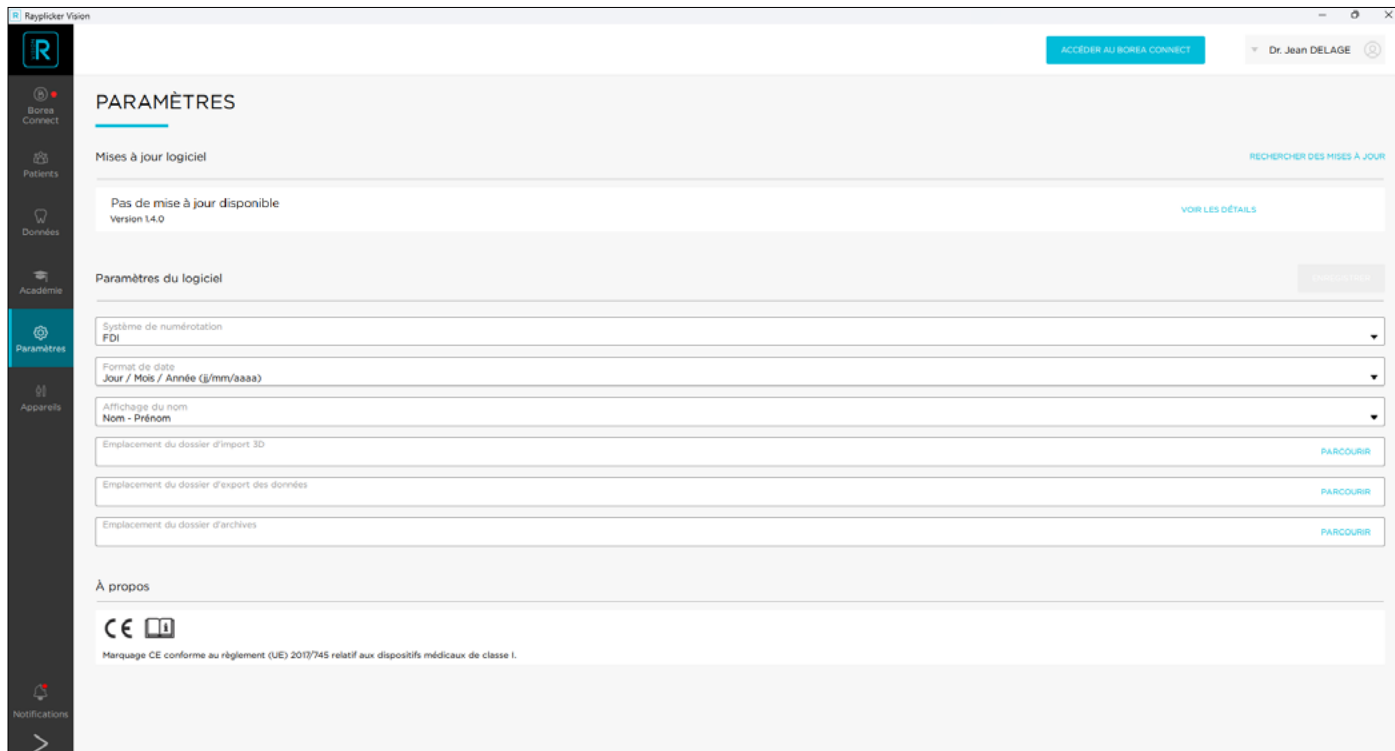 Rayplicker Vision
R
ACCÉDER AU BOREA CONNECT
Dr. Jean DELAGE
Borea
Connect
Patients
Données
Académie
Paramètres
Appareils
Notifications
PARAMÈTRES
Mises à jour logiciel
RECHERCHER DES MISES À JOUR
Pas de mise à jour disponible
Version 1.4.0
VOIR LES DÉTAILS
Paramètres du logiciel
ENREGISTRER
Système de numérotation
FDI
Format de date
Jour / Mois / Année (jj/mm/aaaa)
Affichage du nom
Nom - Prénom
Emplacement du dossier d'import 3D
PARCOURIR
Emplacement du dossier d'export des données
PARCOURIR
Emplacement du dossier d'archives
PARCOURIR
À propos
CE
Marquage CE conforme au règlement (UE) 2017/745 relatif aux dispositifs médicaux de classe I.